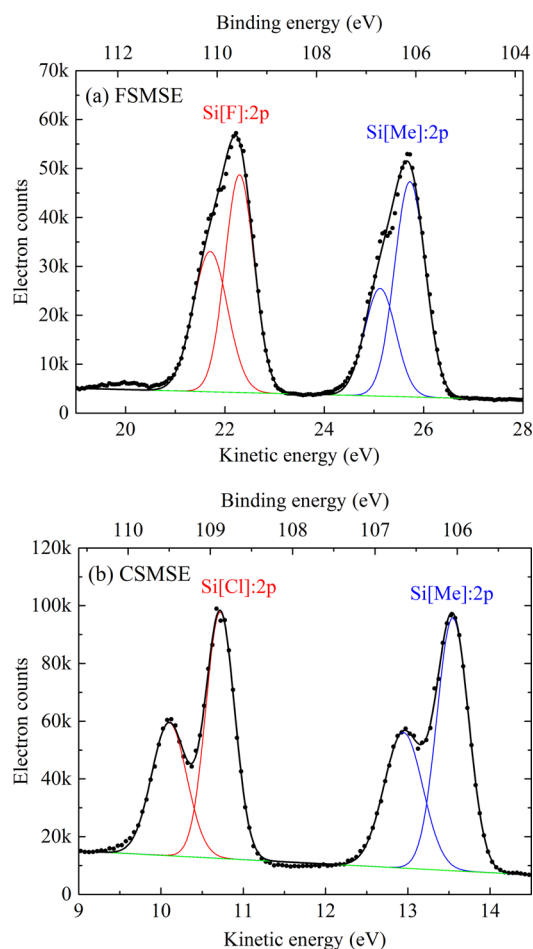 Binding energy (eV)
112 110 108 106 104
70k
(a) FSMSE
Si[F]:2p
Si[Me]:2p
60k
50k
40k
30k
20k
10k
0
Electron counts
20 22 24 26 28
Kinetic energy (eV)
Binding energy (eV)
110 109 108 107 106
120k
(b) CSMSE
Si[Cl]:2p
Si[Me]:2p
100k
80k
60k
40k
20k
0
Electron counts
9 10 11 12 13 14
Kinetic energy (eV)